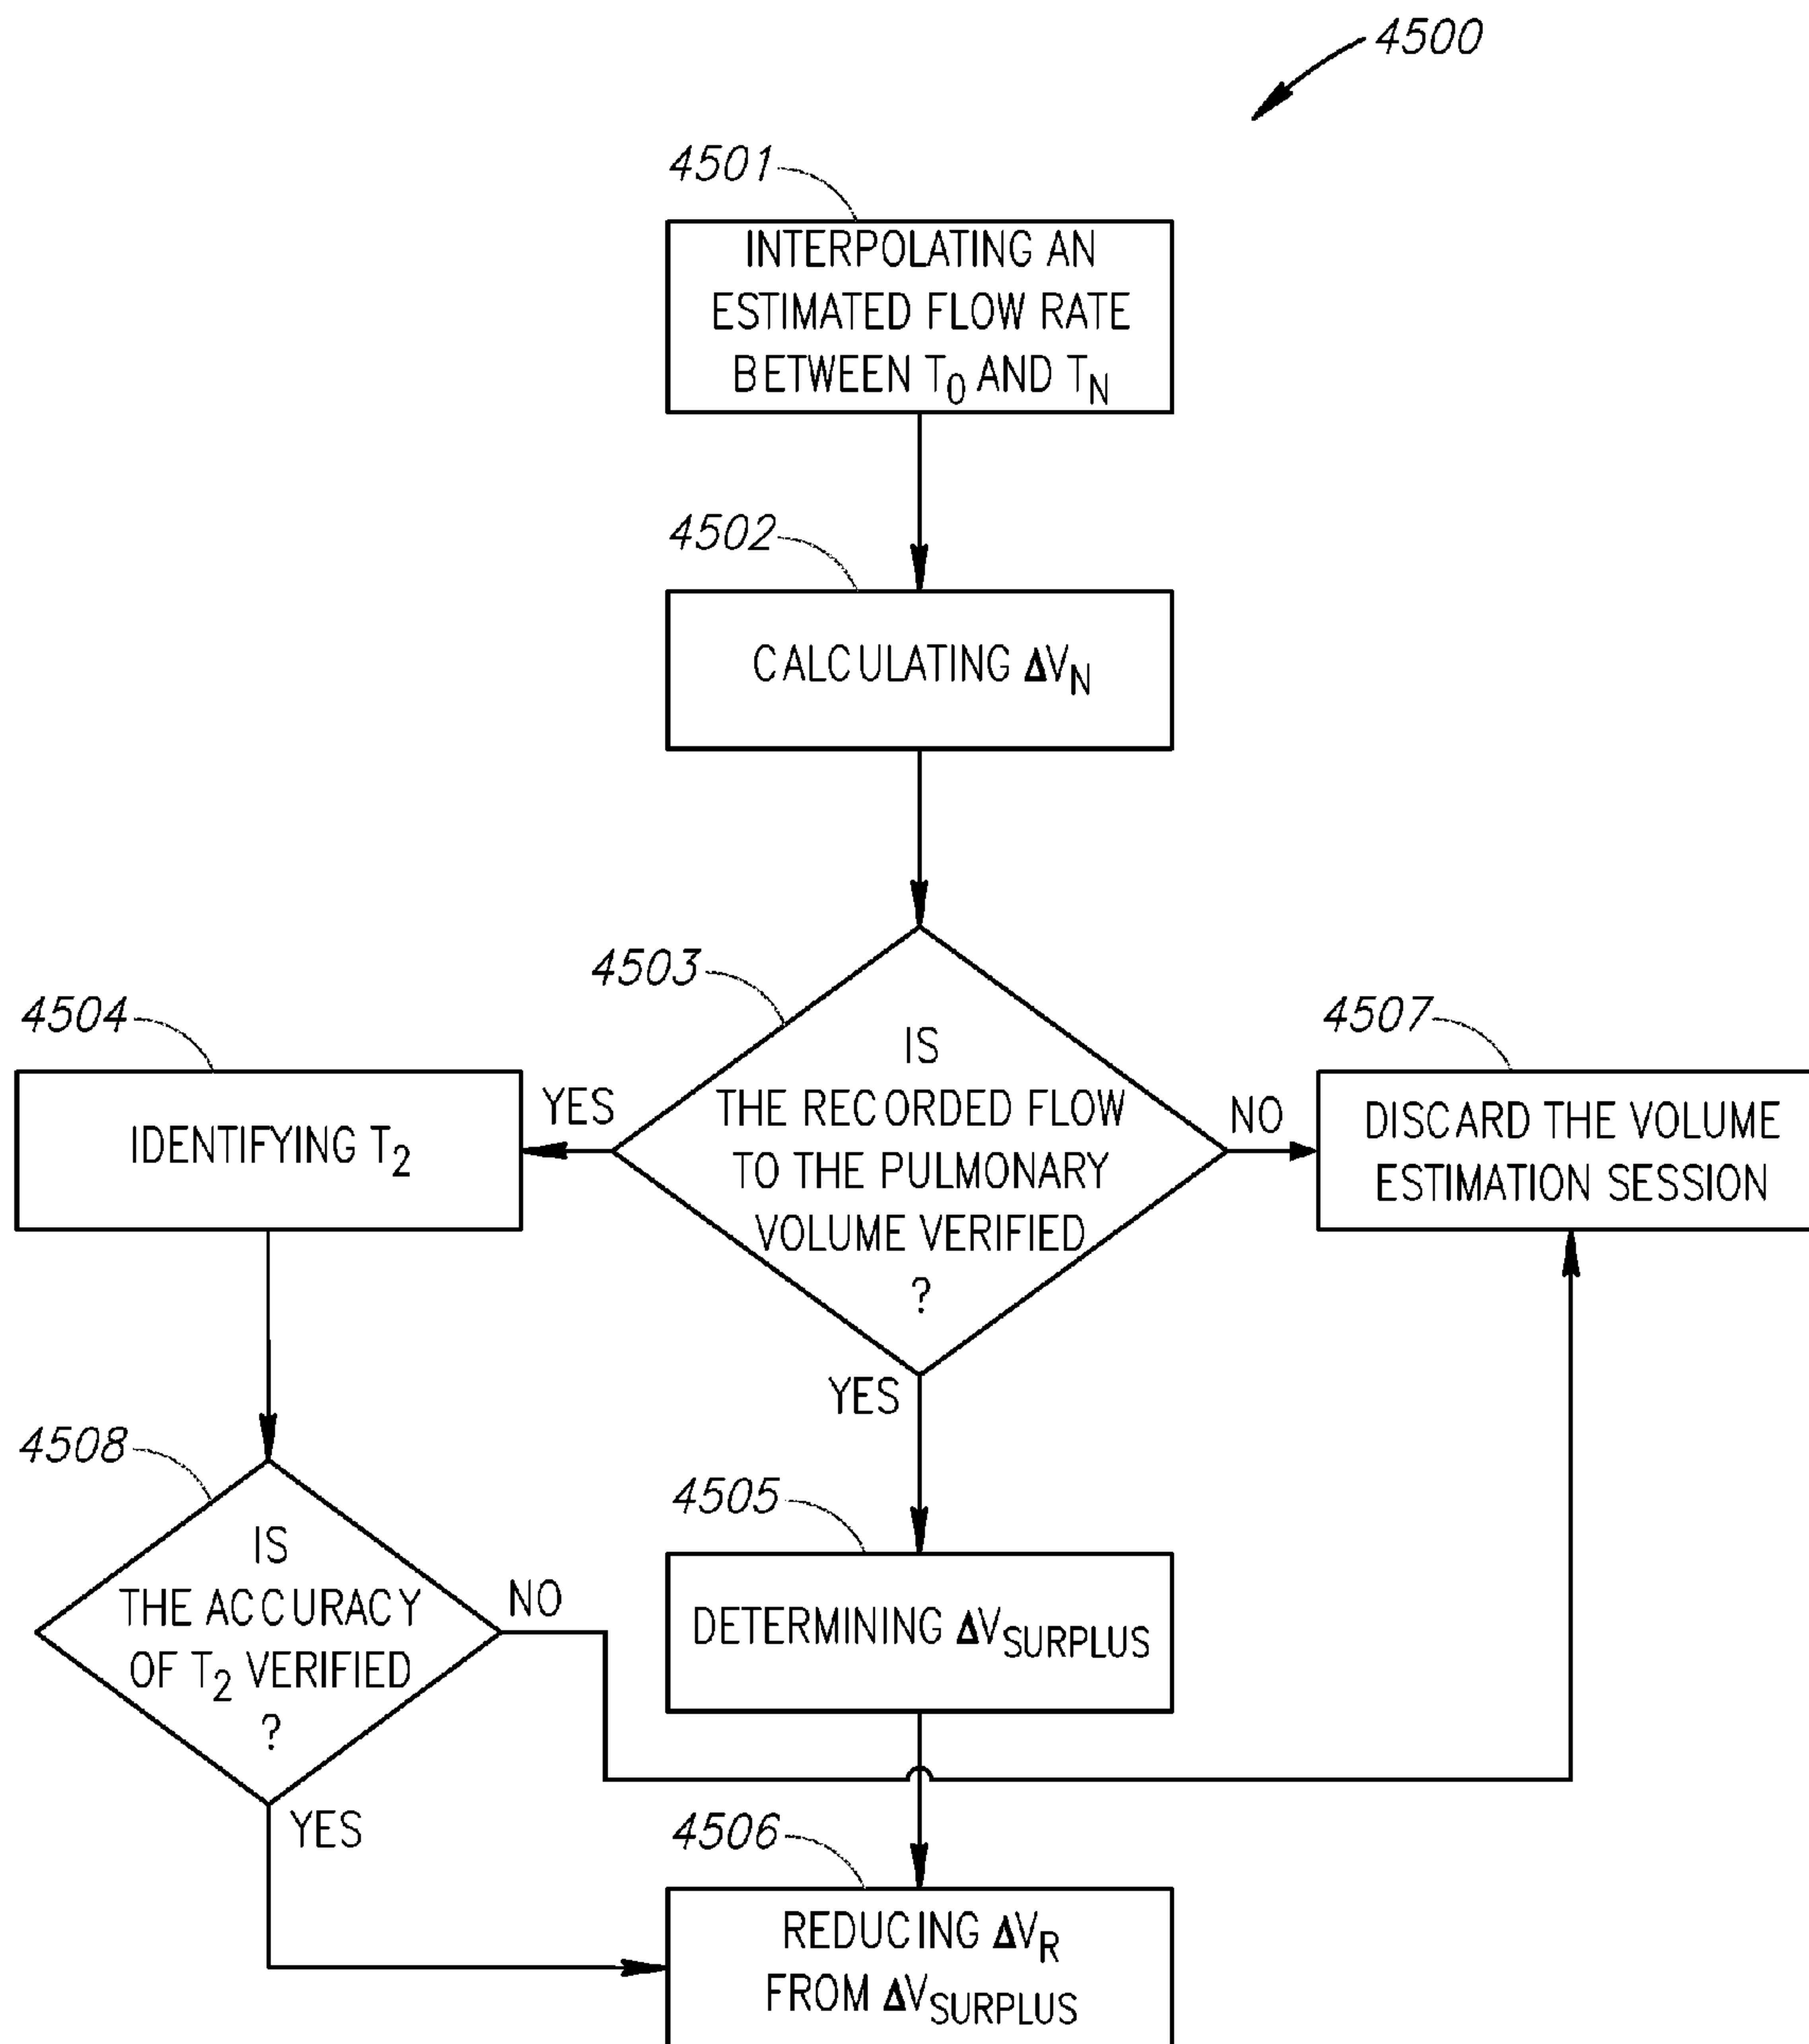 4500
4501
INTERPOLATING AN
ESTIMATED FLOW RATE
BETWEEN T0 AND TN
4502
CALCULATING ΔVN
4503
IS
THE RECORDED FLOW
TO THE PULMONARY
VOLUME VERIFIED
?
4504
YES
IDENTIFYING T2
4507
NO
DISCARD THE VOLUME
ESTIMATION SESSION
YES
4508
IS
THE ACCURACY
OF T2 VERIFIED
?
NO
4505
DETERMINING ΔVSURPLUS
YES
4506
REDUCING ΔVR
FROM ΔVSURPLUS